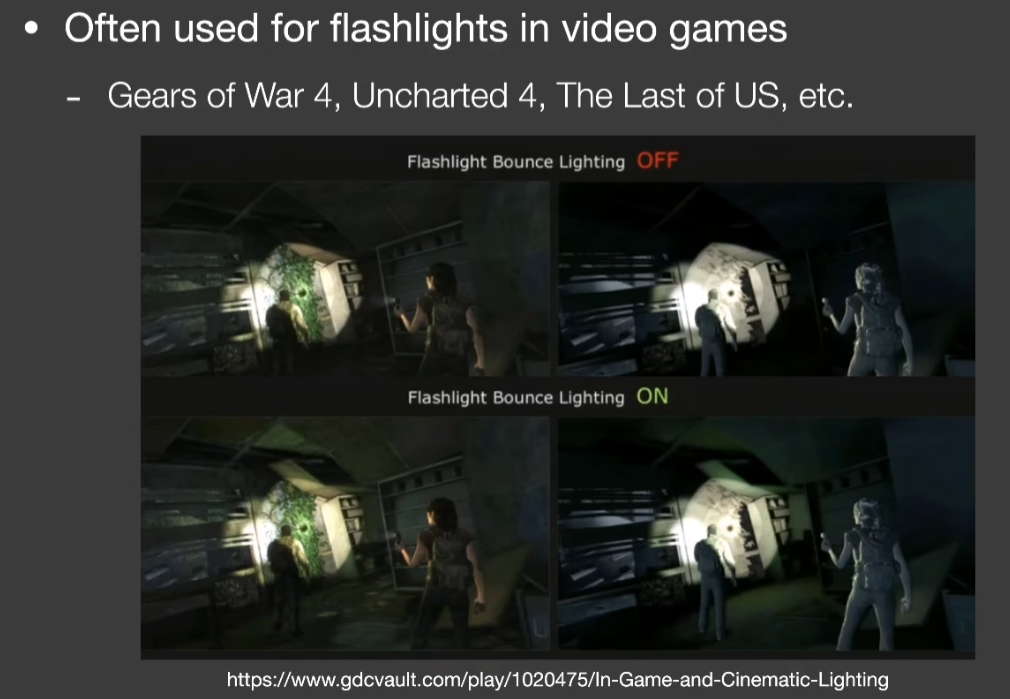 • Often used for flashlights in video games
– Gears of War 4, Uncharted 4, The Last of US, etc.
Flashlight Bounce Lighting OFF
Flashlight Bounce Lighting ON
https://www.gdcvault.com/play/1020475/In-Game-and-Cinematic-Lighting